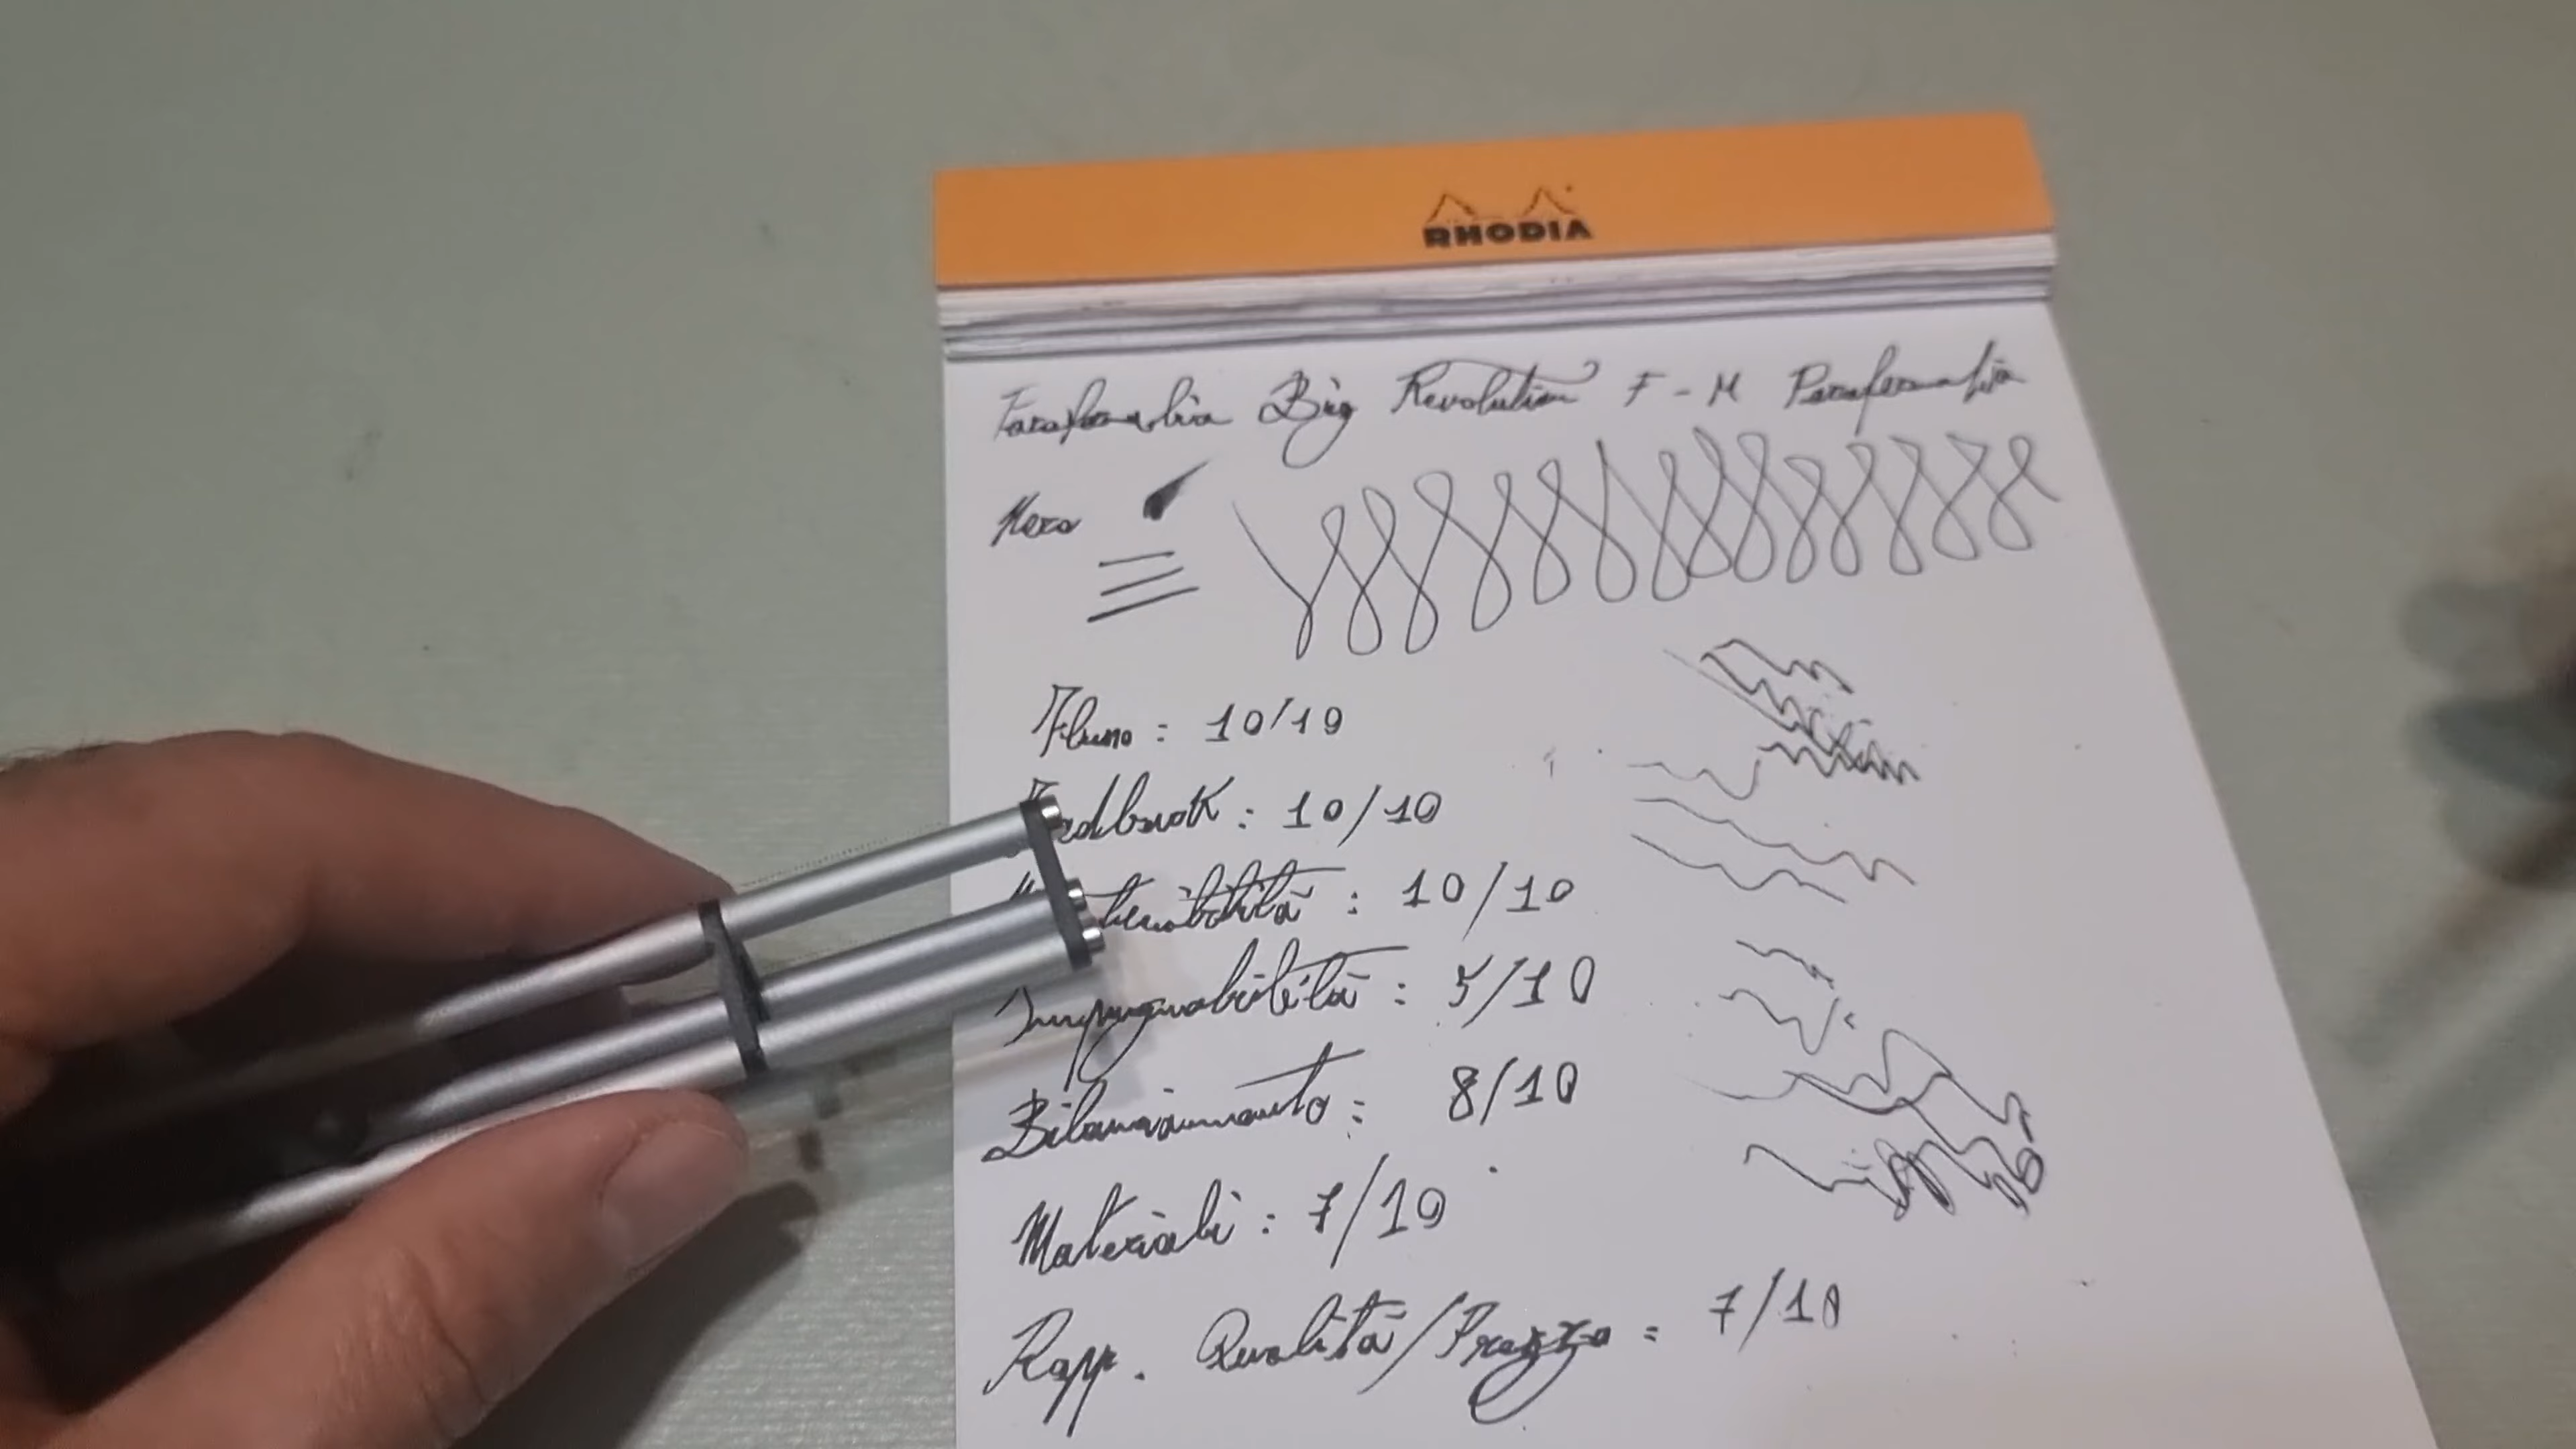 RHODIA
Big Revolution F - M Parafernalia
Nero
Flusso : 10/10
Feedback : 10/10
: 10/10
Impugnabilità : 5/10
Bilanciamento : 8/10
Materiali : 7/10
Rapp. Qualità/Prezzo = 7/10